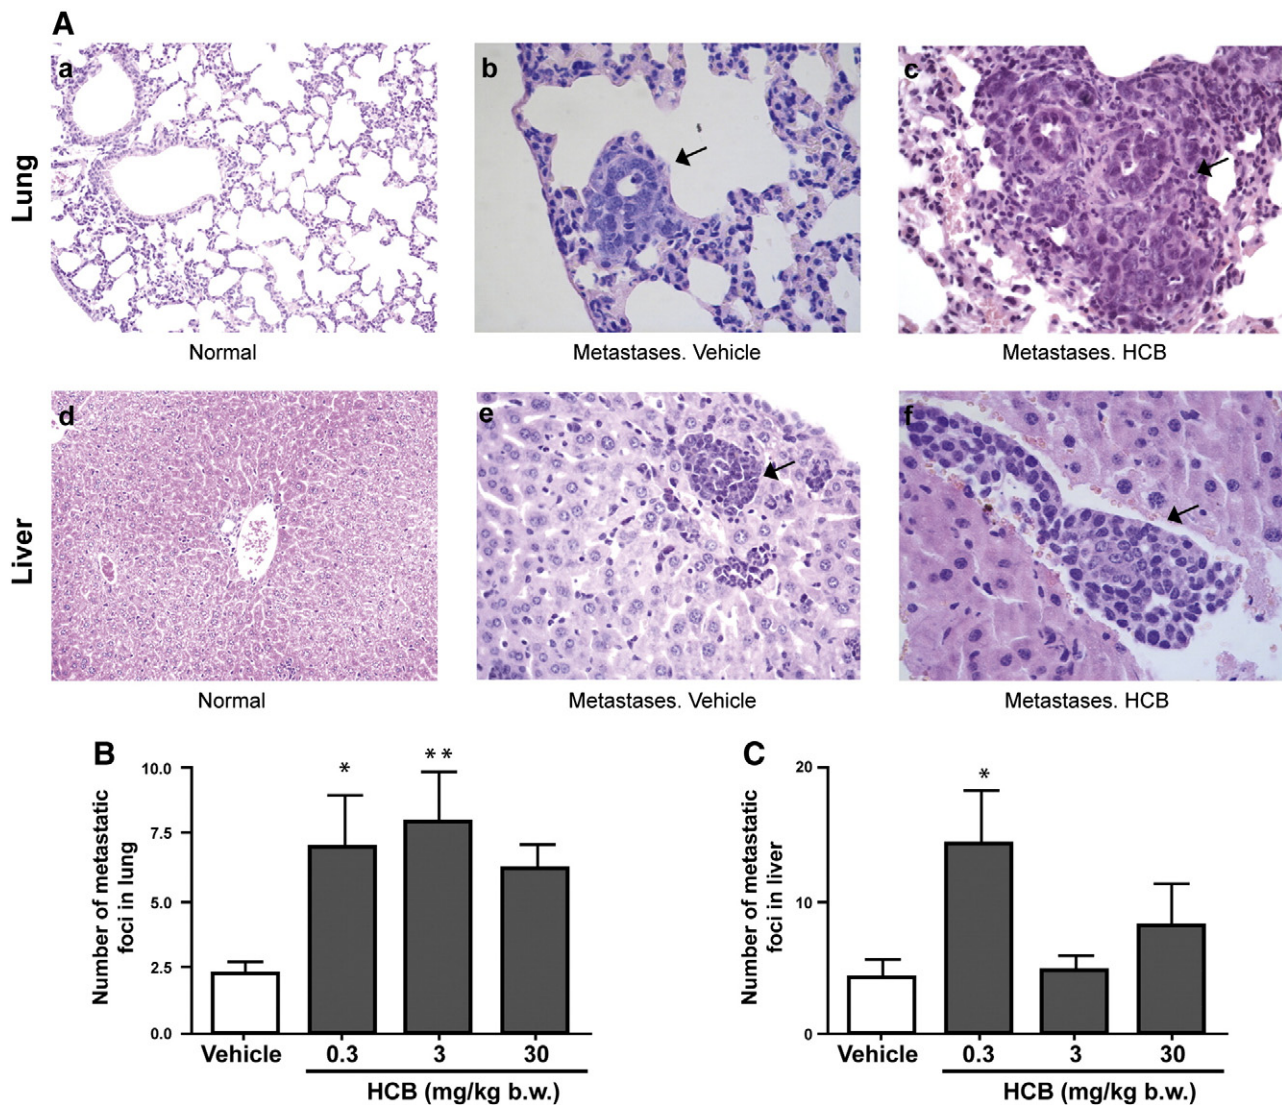 A
a
b
c
Lung
Normal
Metastases. Vehicle
Metastases. HCB
d
e
f
Liver
Normal
Metastases. Vehicle
Metastases. HCB
B
Number of metastatic
foci in lung
10.0
7.5
5.0
2.5
0.0
*
**
Vehicle
0.3
3
30
HCB (mg/kg b.w.)
C
Number of metastatic
foci in liver
20
10
0
*
Vehicle
0.3
3
30
HCB (mg/kg b.w.)